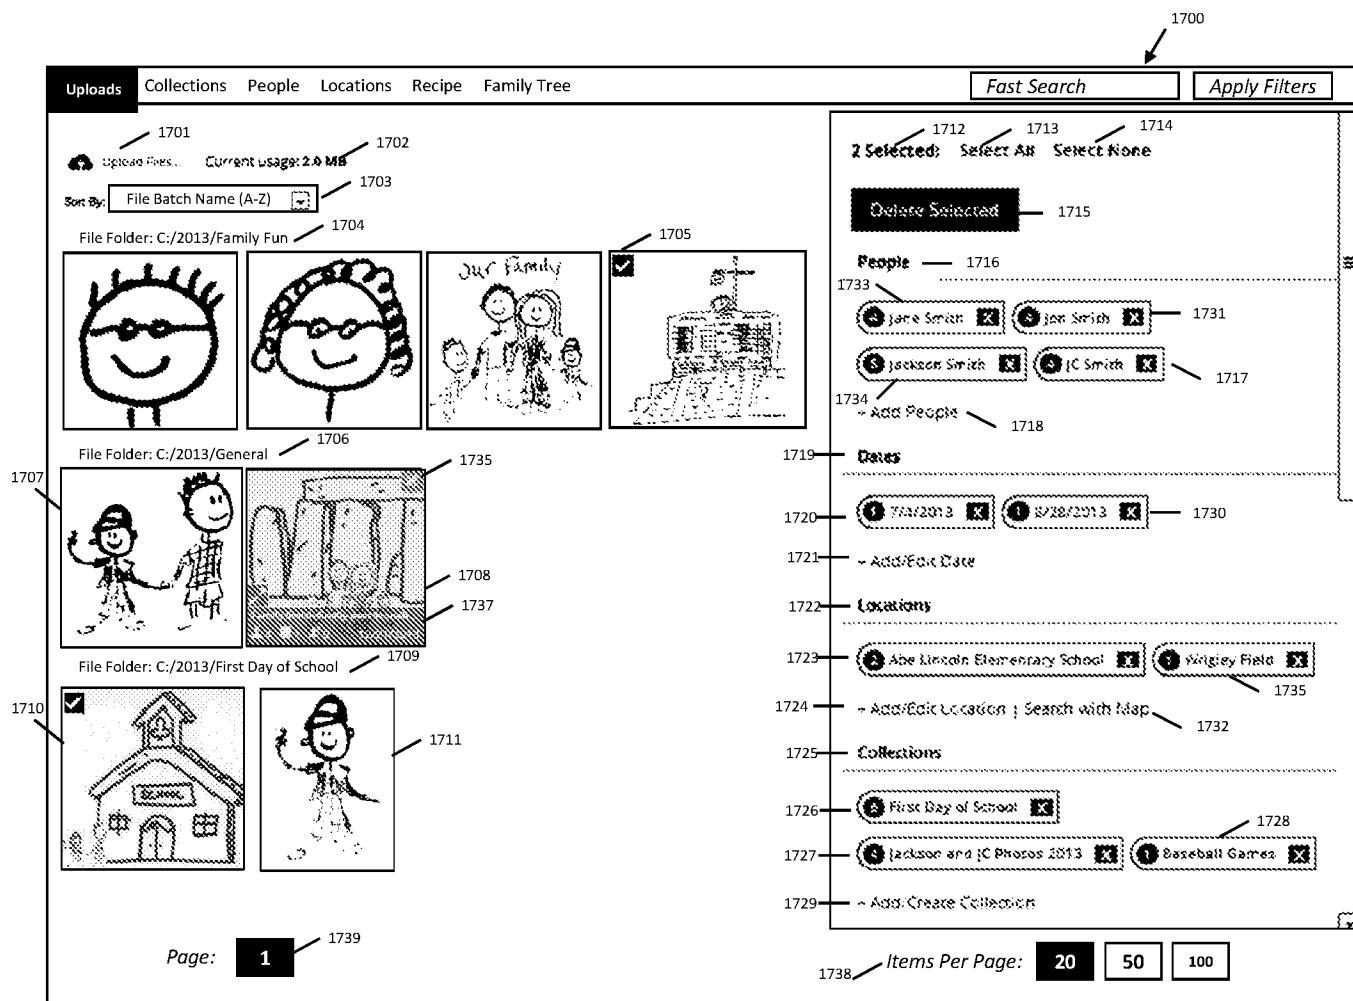 1700
Uploads Collections People Locations Recipe Family Tree Fast Search Apply Filters
1701
Upload Files... Current Usage: 2.0 MB 1702
Sort By: File Batch Name (A-Z) 1703
File Folder: C:/2013/Family Fun 1704
Our Family
1705
File Folder: C:/2013/General 1706
1707
1735
1708
1737
File Folder: C:/2013/First Day of School 1709
1710
SCHOOL
1711
Page: 1 1739
1712 1713 1714
2 Selected: Select All Select None
Delete Selected 1715
People 1716
1733
Jane Smith X Jon Smith X 1731
Jackson Smith X JC Smith X 1717
1734
+ Add People 1718
1719 Dates
1720 1 7/4/2013 X 1 8/28/2013 X 1730
1721 + Add/Edit Date
1722 Locations
1723 2 Abe Lincoln Elementary School X 1 Wrigley Field X
1735
1724 + Add/Edit Location | Search with Map 1732
1725 Collections
1726 First Day of School X
1728
1727 Jackson and JC Photos 2013 X 1 Baseball Games X
1729 + Add/Create Collection
1738 Items Per Page: 20 50 100